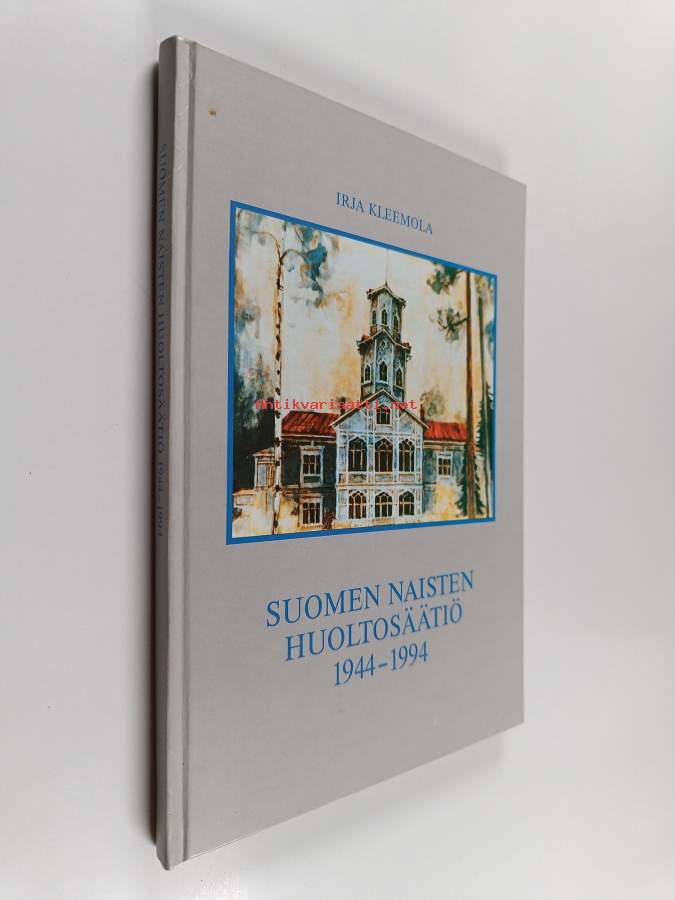 IRJA KLEEMOLA
Antikvariaatti.net
SUOMEN NAISTEN
HUOLTOSÄÄTIÖ
1944–1994
SUOMEN NAISTEN HUOLTOSÄÄTIÖ 1944–1994